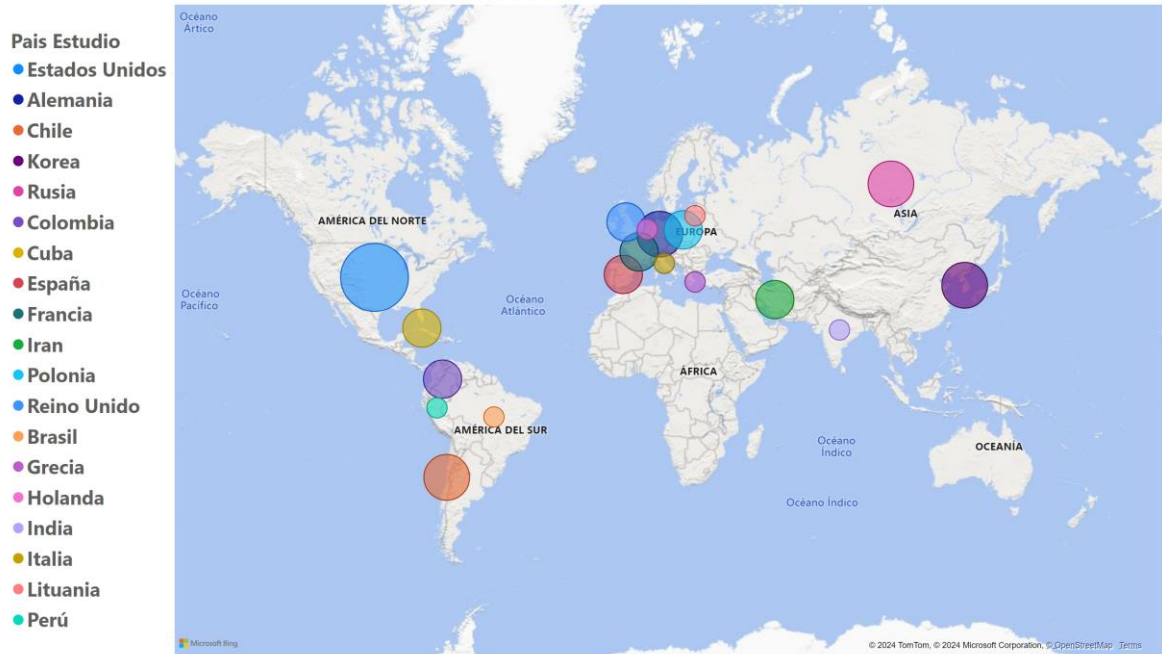 Pais Estudio
Estados Unidos
Alemania
Chile
Korea
Rusia
Colombia
Cuba
España
Francia
Iran
Polonia
Reino Unido
Brasil
Grecia
Holanda
India
Italia
Lituania
Perú
Océano
Ártico
AMÉRICA DEL NORTE
ASIA
EUROPA
Océano
Pacífico
Océano
Atlántico
ÁFRICA
AMÉRICA DEL SUR
Océano
Índico
OCEANÍA
Océano Índico
Microsoft Bing
© 2024 TomTom, © 2024 Microsoft Corporation, © OpenStreetMap Terms